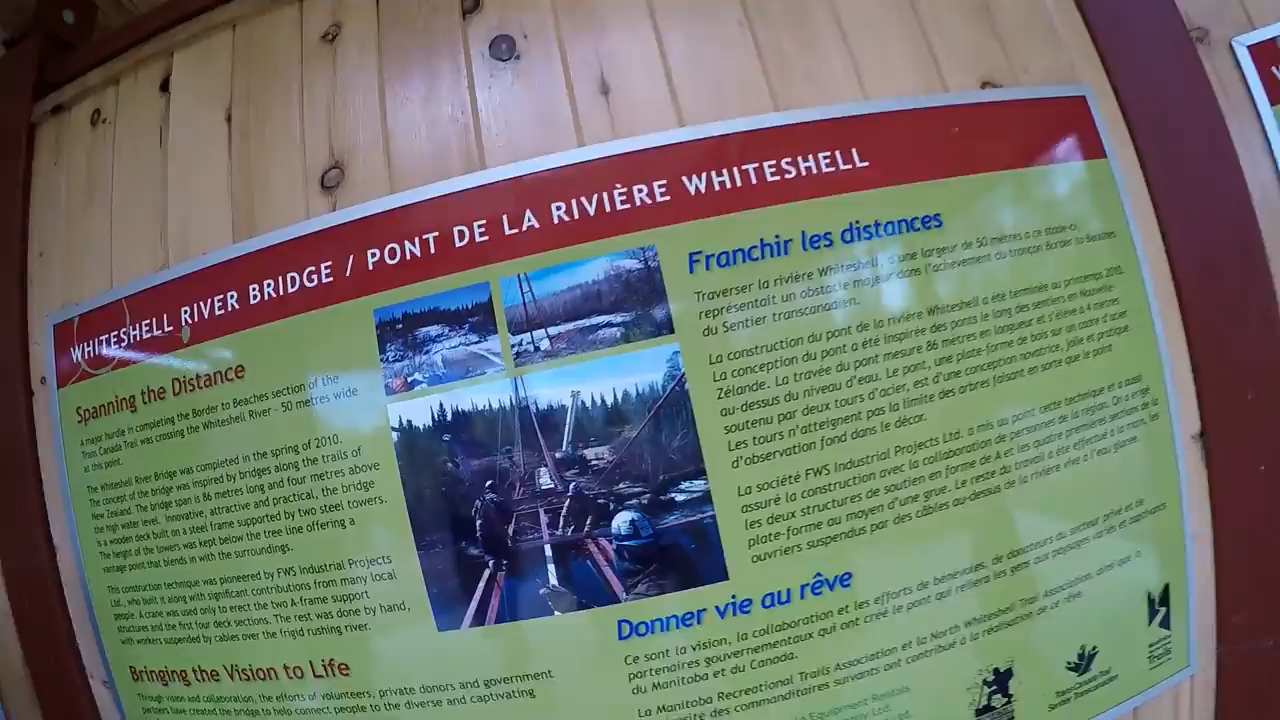 WHITESHELL RIVER BRIDGE / PONT DE LA RIVIÈRE WHITESHELL
Spanning the Distance
A major hurdle in completing the Border to Beaches section of the
Trans Canada Trail was crossing the Whiteshell River - 50 metres wide
at this point.
The Whiteshell River Bridge was completed in the spring of 2010.
The concept of the bridge was inspired by bridges along the trails of
New Zealand. The bridge span is 86 metres long and four metres above
the high water level. Innovative, attractive and practical, the bridge
is a wooden deck built on a steel frame supported by two steel towers.
The height of the towers was kept below the tree line offering a
vantage point that blends in with the surroundings.
This construction technique was pioneered by FWS Industrial Projects
Ltd., who built it along with significant contributions from many local
people. A crane was used only to erect the two A-frame support
structures and the first four deck sections. The rest was done by hand,
with workers suspended by cables over the frigid rushing river.
Bringing the Vision to Life
Through vision and collaboration, the efforts of volunteers, private donors and government
partners have created the bridge to help connect people to the diverse and captivating
Franchir les distances
Traverser la rivière Whiteshell, d'une largeur de 50 mètres à ce stade-ci,
représentait un obstacle majeur dans l'achèvement du tronçon Border to Beaches
du Sentier transcanadien.
La construction du pont de la rivière Whiteshell a été terminée au printemps 2010.
La conception du pont a été inspirée des ponts le long des sentiers en Nouvelle-
Zélande. La travée du pont mesure 86 mètres en longueur et s'élève à 4 mètres
au-dessus du niveau d'eau. Le pont, une plate-forme de bois sur un cadre d'acier
soutenu par deux tours d'acier, est d'une conception novatrice, jolie et pratique.
Les tours n'atteignent pas la limite des arbres faisant en sorte que le point
d'observation fond dans le décor.
La société FWS Industrial Projects Ltd. a mis au point cette technique et a aussi
assuré la construction avec la collaboration de personnes de la région. On a érigé
les deux structures de soutien en forme de A et les quatre premières sections de la
plate-forme au moyen d'une grue. Le reste du travail a été effectué à la main, les
ouvriers suspendus par des câbles au-dessus de la rivière vive à l'eau glacée.
Donner vie au rêve
Ce sont la vision, la collaboration et les efforts de bénévoles, de donateurs du secteur privé et de
partenaires gouvernementaux qui ont créé le pont qui reliera les gens aux paysages variés et captivants
du Manitoba et du Canada.
La Manitoba Recreational Trails Association et la North Whiteshell Trail Association, ainsi que
des commanditaires suivants ont contribué à la réalisation de ce rêve.
Equipment Rentals
Ltd.
Trans Canada Trail
Sentier Transcanadien
Trails